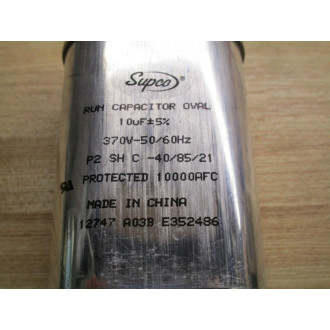 Supco
RUN CAPACITOR OVAL
10uF±5%
370V-50/60Hz
P2 SH C -40/85/21
PROTECTED 10000AFC
MADE IN CHINA
12747 A03B E352486